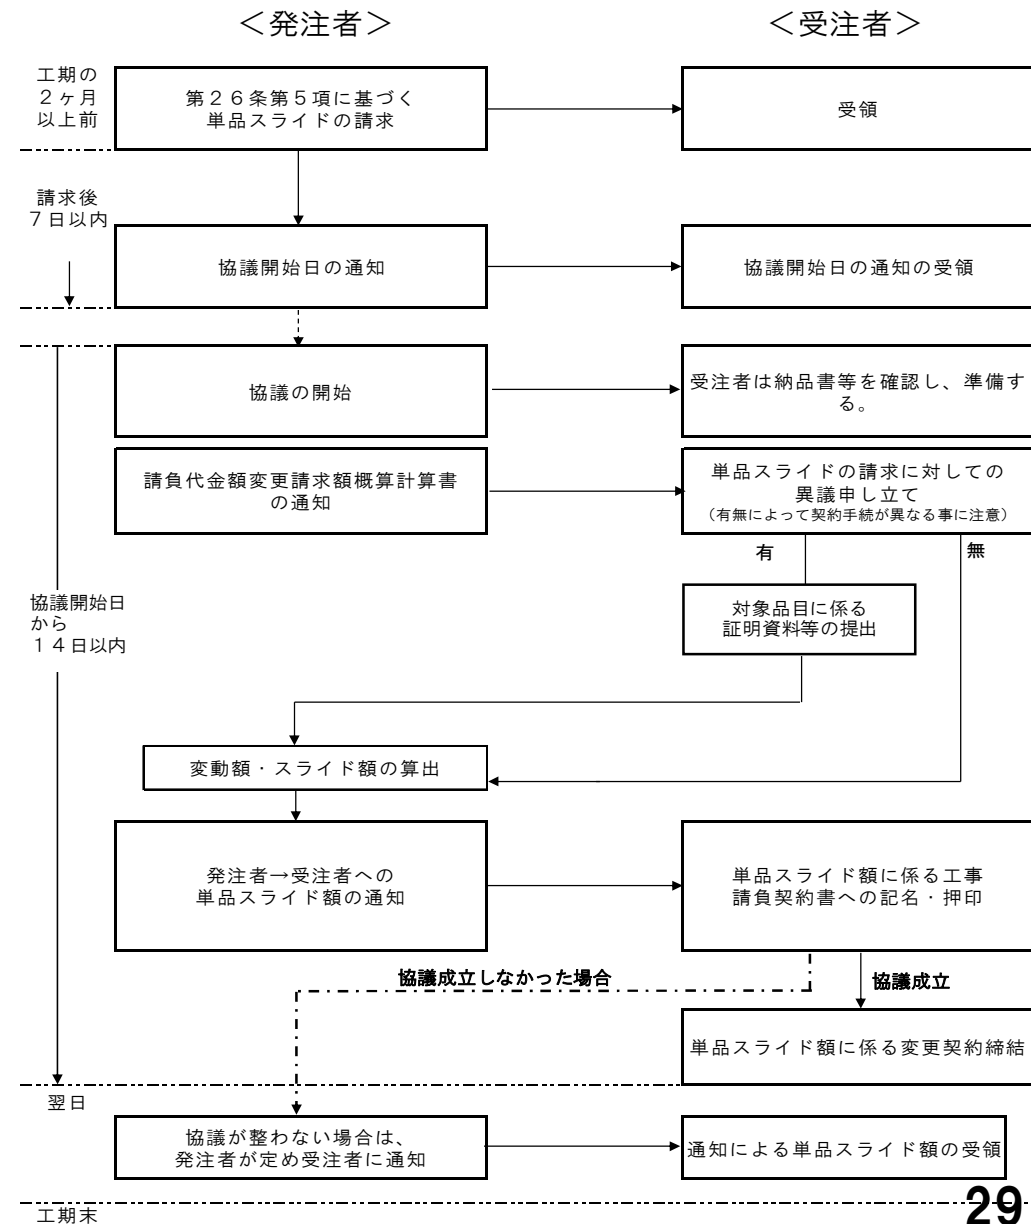 ＜発注者＞
＜受注者＞
工期の
２ヶ月
以上前
第２６条第５項に基づく
単品スライドの請求
受領
請求後
７日以内
協議開始日の通知
協議開始日の通知の受領
協議の開始
受注者は納品書等を確認し、準備す
る。
請負代金額変更請求額概算計算書
の通知
単品スライドの請求に対しての
異議申し立て
（有無によって契約手続が異なる事に注意）
有
無
協議開始日
から
１４日以内
対象品目に係る
証明資料等の提出
変動額・スライド額の算出
発注者→受注者への
単品スライド額の通知
単品スライド額に係る工事
請負契約書への記名・押印
協議成立しなかった場合
協議成立
単品スライド額に係る変更契約締結
翌日
協議が整わない場合は、
発注者が定め受注者に通知
通知による単品スライド額の受領
工期末
29